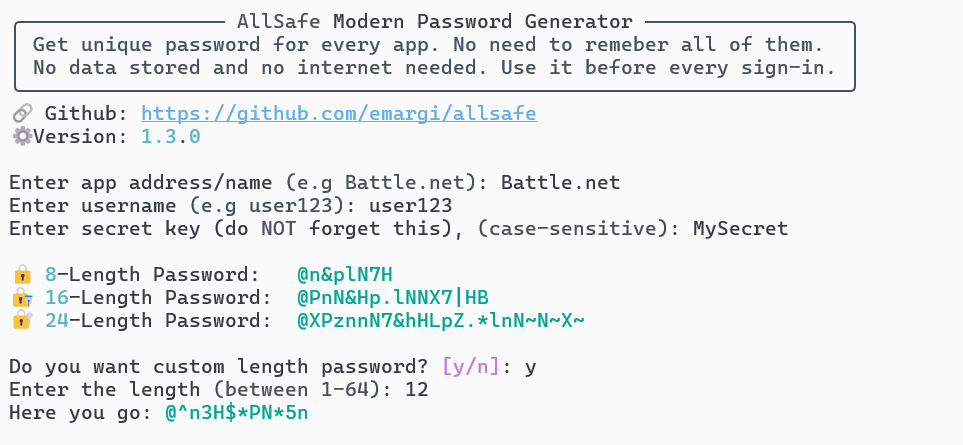 AllSafe Modern Password Generator
Get unique password for every app. No need to remeber all of them.
No data stored and no internet needed. Use it before every sign-in.
Github: https://github.com/emargi/allsafe
Version: 1.3.0
Enter app address/name (e.g Battle.net): Battle.net
Enter username (e.g user123): user123
Enter secret key (do NOT forget this), (case-sensitive): MySecret
8-Length Password: @n&plN7H
16-Length Password: @PnN&Hp.lNNX7|HB
24-Length Password: @XPznnN7&hHLpZ.*lnN~N~X~
Do you want custom length password? [y/n]: y
Enter the length (between 1-64): 12
Here you go: @^n3H$*PN*5n